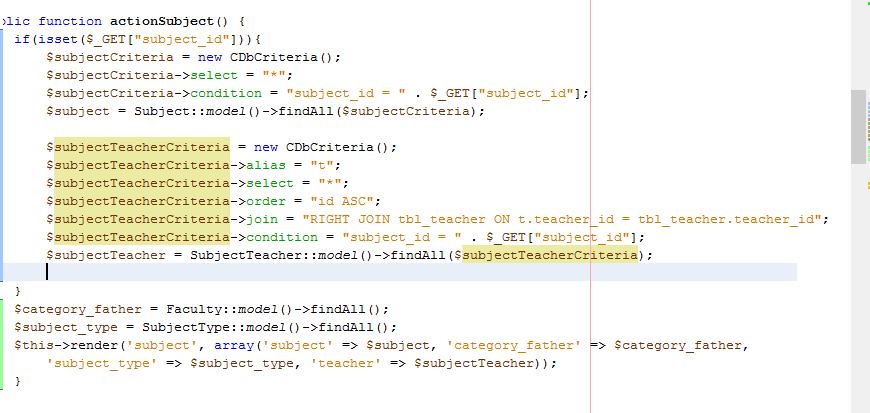 lic function actionSubject() {
if(isset($_GET["subject_id"])){
$subjectCriteria = new CDbCriteria();
$subjectCriteria->select = "*";
$subjectCriteria->condition = "subject_id = " . $_GET["subject_id"];
$subject = Subject::model()->findAll($subjectCriteria);
$subjectTeacherCriteria = new CDbCriteria();
$subjectTeacherCriteria->alias = "t";
$subjectTeacherCriteria->select = "*";
$subjectTeacherCriteria->order = "id ASC";
$subjectTeacherCriteria->join = "RIGHT JOIN tbl_teacher ON t.teacher_id = tbl_teacher.teacher_id";
$subjectTeacherCriteria->condition = "subject_id = " . $_GET["subject_id"];
$subjectTeacher = SubjectTeacher::model()->findAll($subjectTeacherCriteria);
}
$category_father = Faculty::model()->findAll();
$subject_type = SubjectType::model()->findAll();
$this->render('subject', array('subject' => $subject, 'category_father' => $category_father,
'subject_type' => $subject_type, 'teacher' => $subjectTeacher));
}